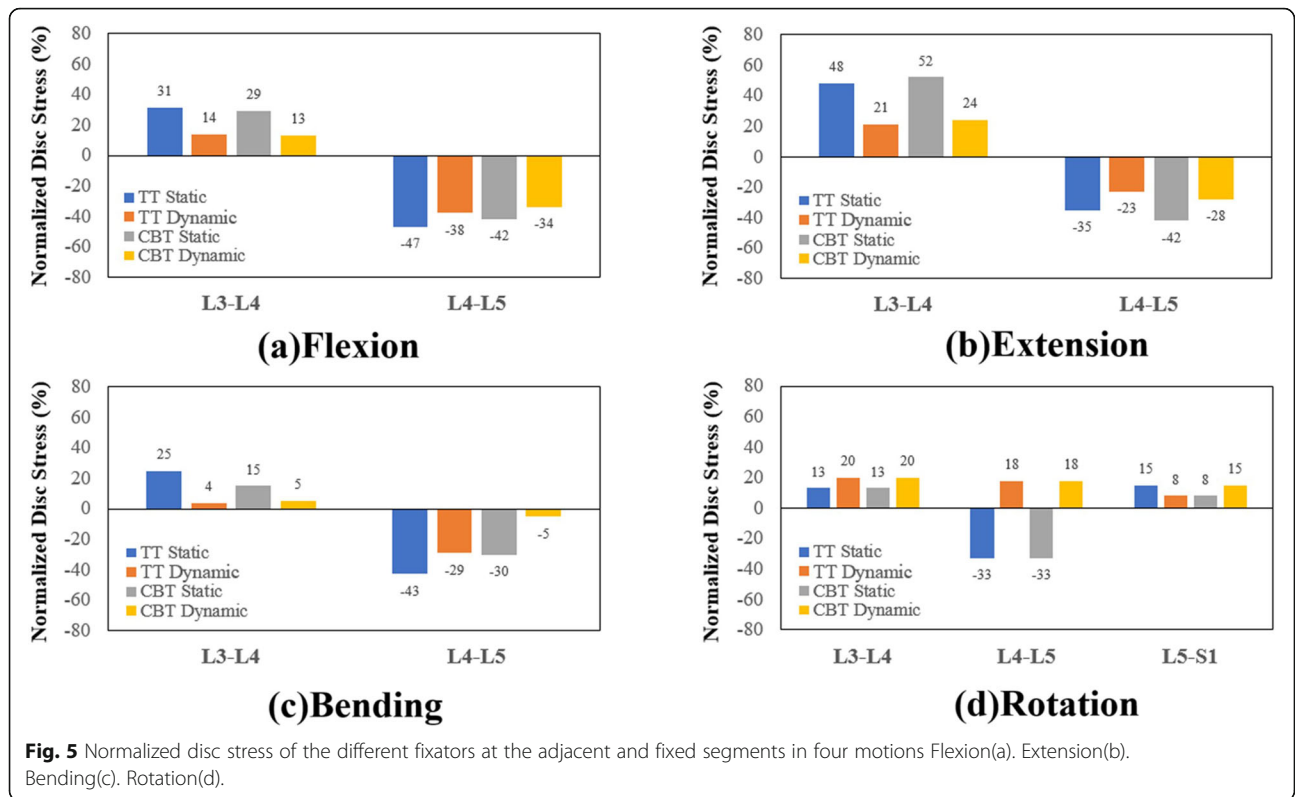 Normalized Disc Stress (%)
80
60
40
20
0
-20
-40
-60
-80
31
14
29
13
-47
-38
-42
-34
TT Static
TT Dynamic
CBT Static
CBT Dynamic
L3-L4
L4-L5
(a)Flexion
Normalized Disc Stress (%)
80
60
40
20
0
-20
-40
-60
-80
48
21
52
24
-35
-23
-42
-28
TT Static
TT Dynamic
CBT Static
CBT Dynamic
L3-L4
L4-L5
(b)Extension
Normalized Disc Stress (%)
80
60
40
20
0
-20
-40
-60
-80
25
4
15
5
-43
-29
-30
-5
TT Static
TT Dynamic
CBT Static
CBT Dynamic
L3-L4
L4-L5
(c)Bending
Normalized Disc Stress (%)
80
60
40
20
0
-20
-40
-60
-80
13
20
13
20
-33
18
-33
18
15
8
8
15
TT Static
TT Dynamic
CBT Static
CBT Dynamic
L3-L4
L4-L5
L5-S1
(d)Rotation
Fig. 5 Normalized disc stress of the different fixators at the adjacent and fixed segments in four motions Flexion(a). Extension(b).
Bending(c). Rotation(d).